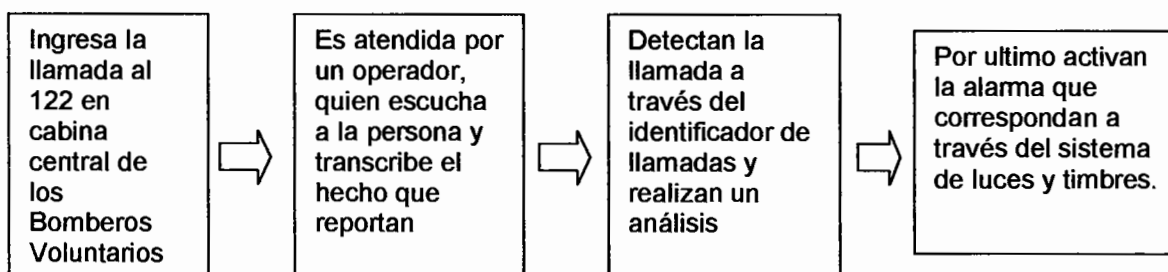 Ingresa la
llamada al
122 en
cabina
central de
los
Bomberos
Voluntarios
Es atendida por
un operador,
quien escucha
a la persona y
transcribe el
hecho que
reportan
Detectan la
llamada a
través del
identificador de
llamadas y
realizan un
análisis
Por ultimo activan
la alarma que
correspondan a
través del sistema
de luces y timbres.